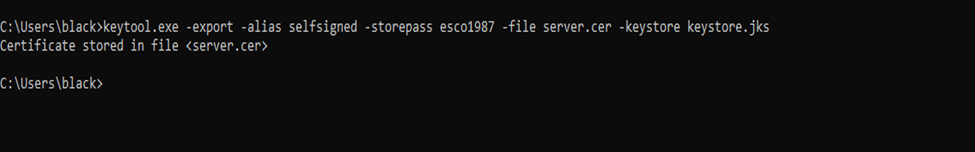 C:\Users\black>keytool.exe -export -alias selfsigned -storepass esco1987 -file server.cer -keystore keystore.jks
Certificate stored in file <server.cer>
C:\Users\black>